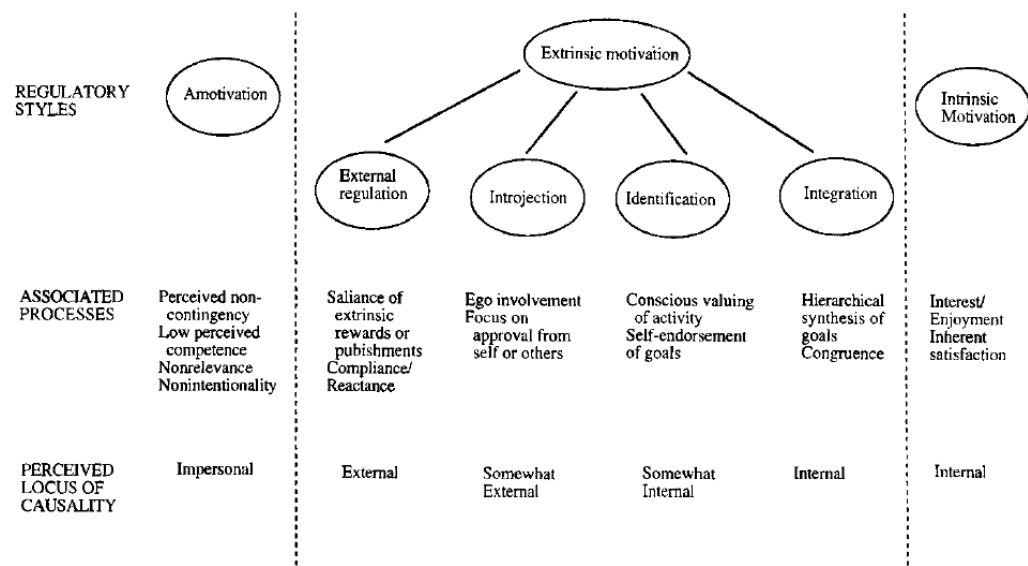 Extrinsic motivation
REGULATORY
STYLES
Amotivation
Intrinsic
Motivation
External
regulation
Introjection
Identification
Integration
ASSOCIATED
PROCESSES
Perceived non-
contingency
Low perceived
competence
Nonrelevance
Nonintentionality
Saliance of
extrinsic
rewards or
pubishments
Compliance/
Reactance
Ego involvement
Focus on
approval from
self or others
Conscious valuing
of activity
Self-endorsement
of goals
Hierarchical
synthesis of
goals
Congruence
Interest/
Enjoyment
Inherent
satisfaction
PERCEIVED
LOCUS OF
CAUSALITY
Impersonal
External
Somewhat
External
Somewhat
Internal
Internal
Internal